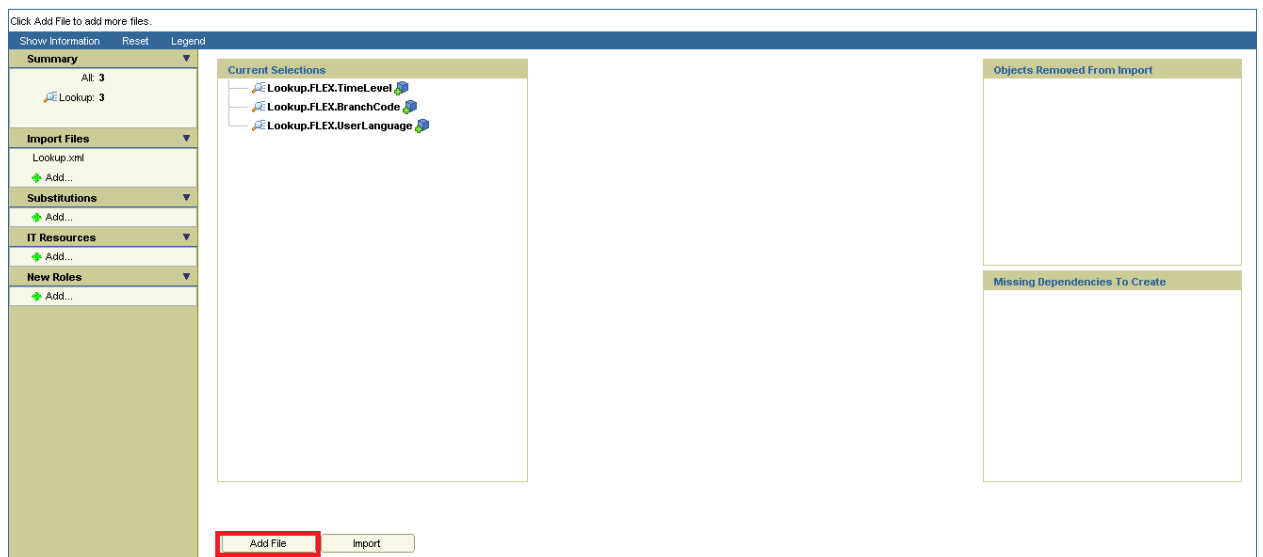 Click Add File to add more files.
Show Information Reset Legend
Summary
All: 3
Lookup: 3
Import Files
Lookup.xml
Add...
Substitutions
Add...
IT Resources
Add...
New Roles
Add...
Current Selections
Lookup.FLEX.TimeLevel
Lookup.FLEX.BranchCode
Lookup.FLEX.UserLanguage
Objects Removed From Import
Missing Dependencies To Create
Add File Import